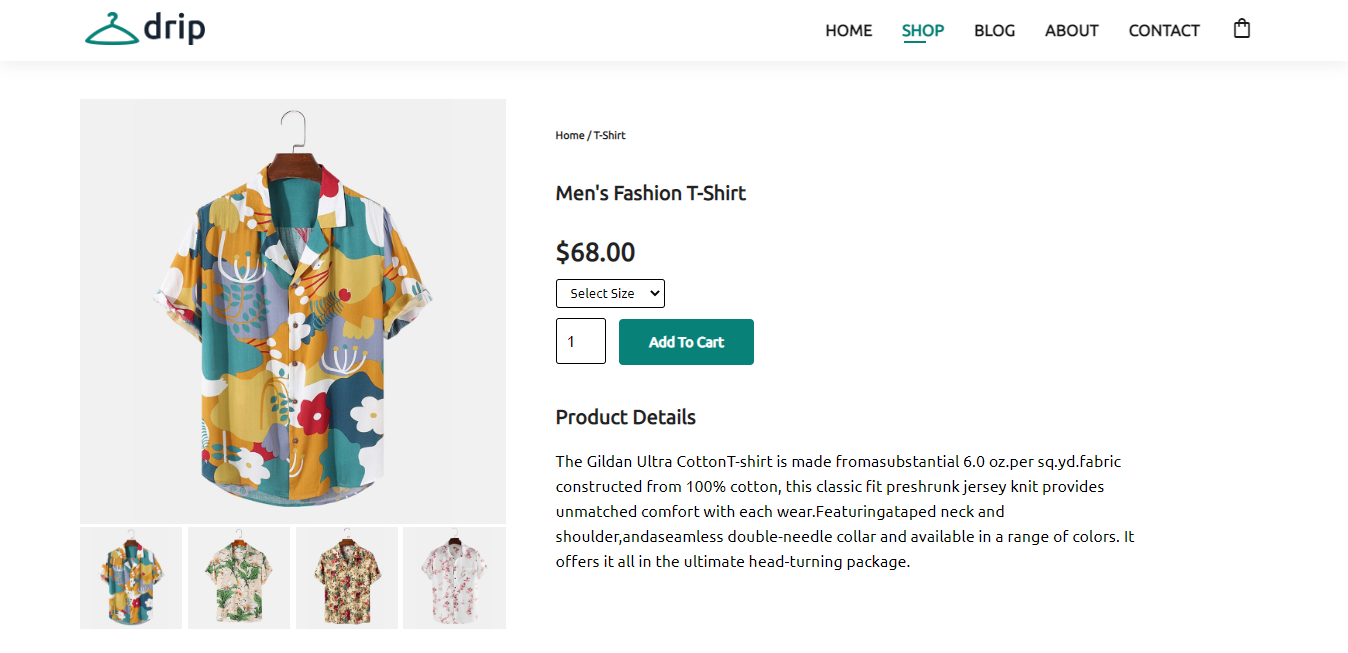 drip
HOME SHOP BLOG ABOUT CONTACT
Home / T-Shirt
Men's Fashion T-Shirt
$68.00
Select Size
1 Add To Cart
Product Details
The Gildan Ultra CottonT-shirt is made fromasubstantial 6.0 oz.per sq.yd.fabric
constructed from 100% cotton, this classic fit preshrunk jersey knit provides
unmatched comfort with each wear.Featuringataped neck and
shoulder,andaseamless double-needle collar and available in a range of colors. It
offers it all in the ultimate head-turning package.